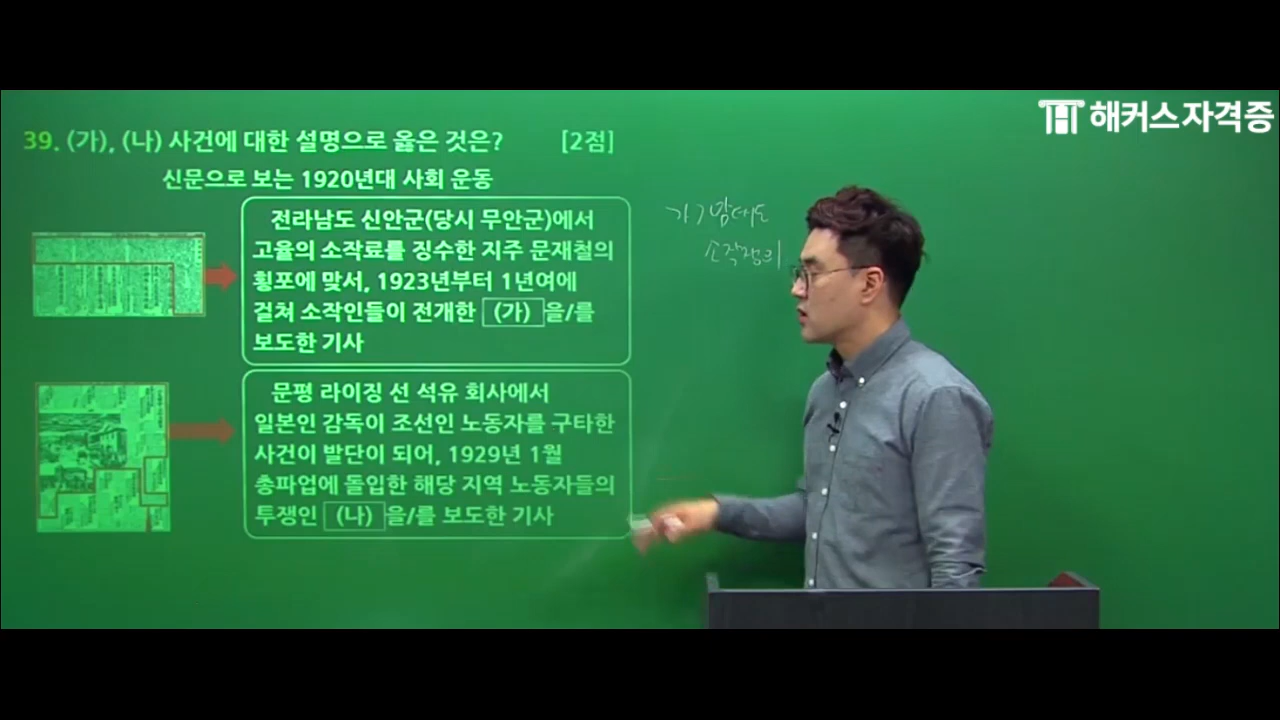 해커스자격증
39. (가), (나) 사건에 대한 설명으로 옳은 것은? [2점]
신문으로 보는 1920년대 사회 운동
전라남도 신안군(당시 무안군)에서
고율의 소작료를 징수한 지주 문재철의
횡포에 맞서, 1923년부터 1년여에
걸쳐 소작인들이 전개한 (가) 을/를
보도한 기사
문평 라이징 선 석유 회사에서
일본인 감독이 조선인 노동자를 구타한
사건이 발단이 되어, 1929년 1월
총파업에 돌입한 해당 지역 노동자들의
투쟁인 (나) 을/를 보도한 기사
소작쟁의